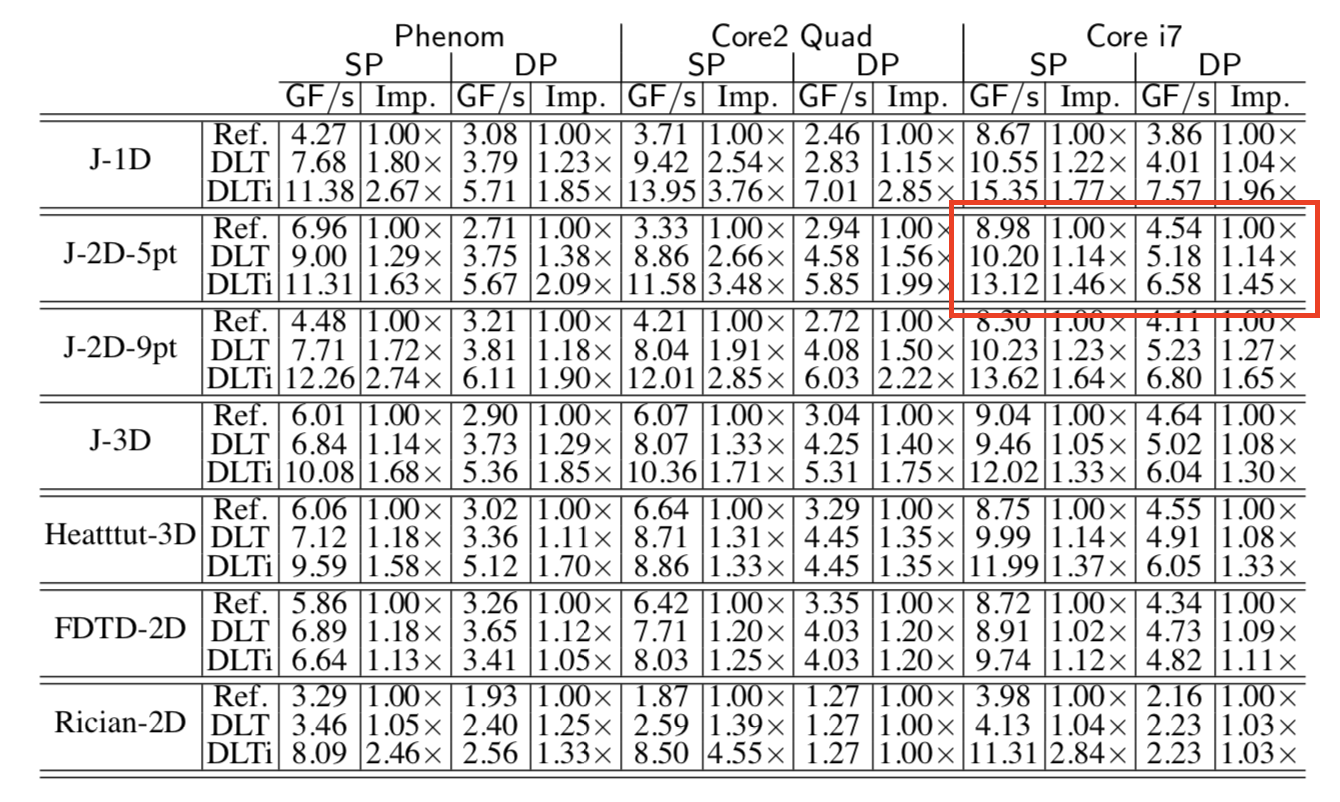 Phenom Core2 Quad Core i7
SP DP SP DP SP DP
GF/s Imp. GF/s Imp. GF/s Imp. GF/s Imp. GF/s Imp. GF/s Imp.
Ref. 4.27 1.00× 3.08 1.00× 3.71 1.00× 2.46 1.00× 8.67 1.00× 3.86 1.00×
J-1D DLT 7.68 1.80× 3.79 1.23× 9.42 2.54× 2.83 1.15× 10.55 1.22× 4.01 1.04×
DLTi 11.38 2.67× 5.71 1.85× 13.95 3.76× 7.01 2.85× 15.35 1.77× 7.57 1.96×
Ref. 6.96 1.00× 2.71 1.00× 3.33 1.00× 2.94 1.00× 8.98 1.00× 4.54 1.00×
J-2D-5pt DLT 9.00 1.29× 3.75 1.38× 8.86 2.66× 4.58 1.56× 10.20 1.14× 5.18 1.14×
DLTi 11.31 1.63× 5.67 2.09× 11.58 3.48× 5.85 1.99× 13.12 1.46× 6.58 1.45×
Ref. 4.48 1.00× 3.21 1.00× 4.21 1.00× 2.72 1.00× 8.30 1.00× 4.11 1.00×
J-2D-9pt DLT 7.71 1.72× 3.81 1.18× 8.04 1.91× 4.08 1.50× 10.23 1.23× 5.23 1.27×
DLTi 12.26 2.74× 6.11 1.90× 12.01 2.85× 6.03 2.22× 13.62 1.64× 6.80 1.65×
Ref. 6.01 1.00× 2.90 1.00× 6.07 1.00× 3.04 1.00× 9.04 1.00× 4.64 1.00×
J-3D DLT 6.84 1.14× 3.73 1.29× 8.07 1.33× 4.25 1.40× 9.46 1.05× 5.02 1.08×
DLTi 10.08 1.68× 5.36 1.85× 10.36 1.71× 5.31 1.75× 12.02 1.33× 6.04 1.30×
Ref. 6.06 1.00× 3.02 1.00× 6.64 1.00× 3.29 1.00× 8.75 1.00× 4.55 1.00×
Heatttut-3D DLT 7.12 1.18× 3.36 1.11× 8.71 1.31× 4.45 1.35× 9.99 1.14× 4.91 1.08×
DLTi 9.59 1.58× 5.12 1.70× 8.86 1.33× 4.45 1.35× 11.99 1.37× 6.05 1.33×
Ref. 5.86 1.00× 3.26 1.00× 6.42 1.00× 3.35 1.00× 8.72 1.00× 4.34 1.00×
FDTD-2D DLT 6.89 1.18× 3.65 1.12× 7.71 1.20× 4.03 1.20× 8.91 1.02× 4.73 1.09×
DLTi 6.64 1.13× 3.41 1.05× 8.03 1.25× 4.03 1.20× 9.74 1.12× 4.82 1.11×
Ref. 3.29 1.00× 1.93 1.00× 1.87 1.00× 1.27 1.00× 3.98 1.00× 2.16 1.00×
Rician-2D DLT 3.46 1.05× 2.40 1.25× 2.59 1.39× 1.27 1.00× 4.13 1.04× 2.23 1.03×
DLTi 8.09 2.46× 2.56 1.33× 8.50 4.55× 1.27 1.00× 11.31 2.84× 2.23 1.03×